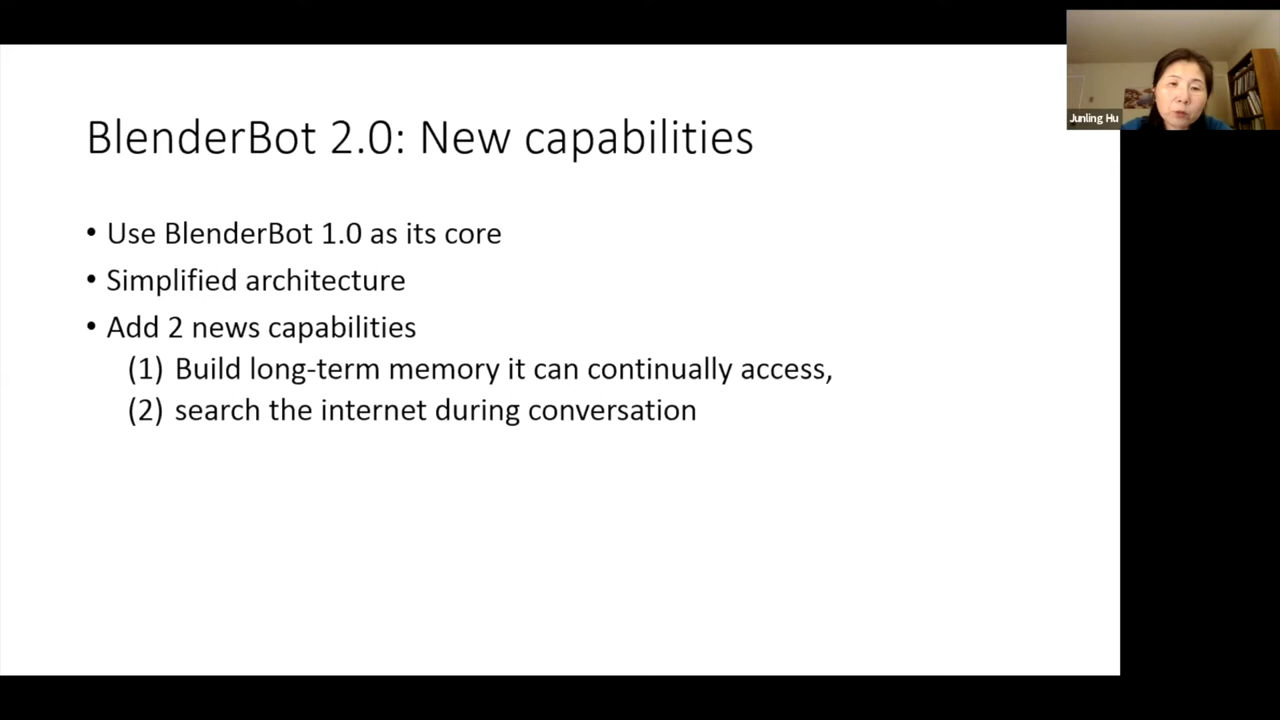 BlenderBot 2.0: New capabilities
• Use BlenderBot 1.0 as its core
• Simplified architecture
• Add 2 news capabilities
(1) Build long-term memory it can continually access,
(2) search the internet during conversation
Junling Hu